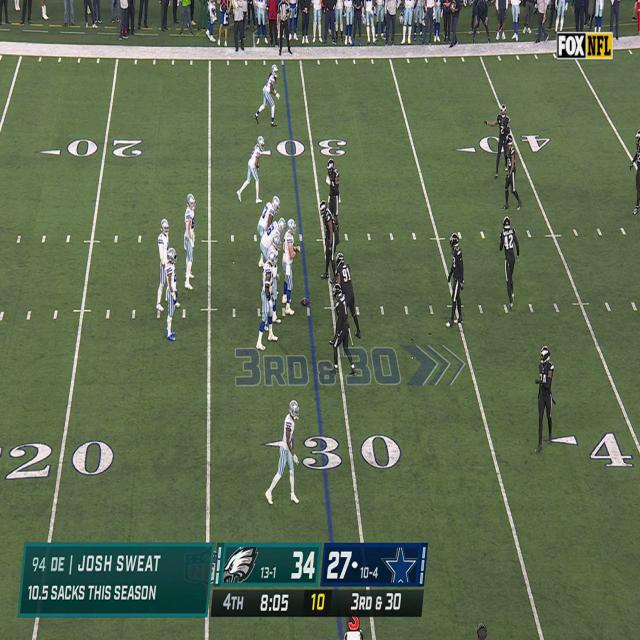 FOX NFL
20 30 40
42
3RD & 30
20 30 4
94 DE | JOSH SWEAT
10.5 SACKS THIS SEASON
13-1 34 27 10-4
4TH 8:05 10 3RD & 30